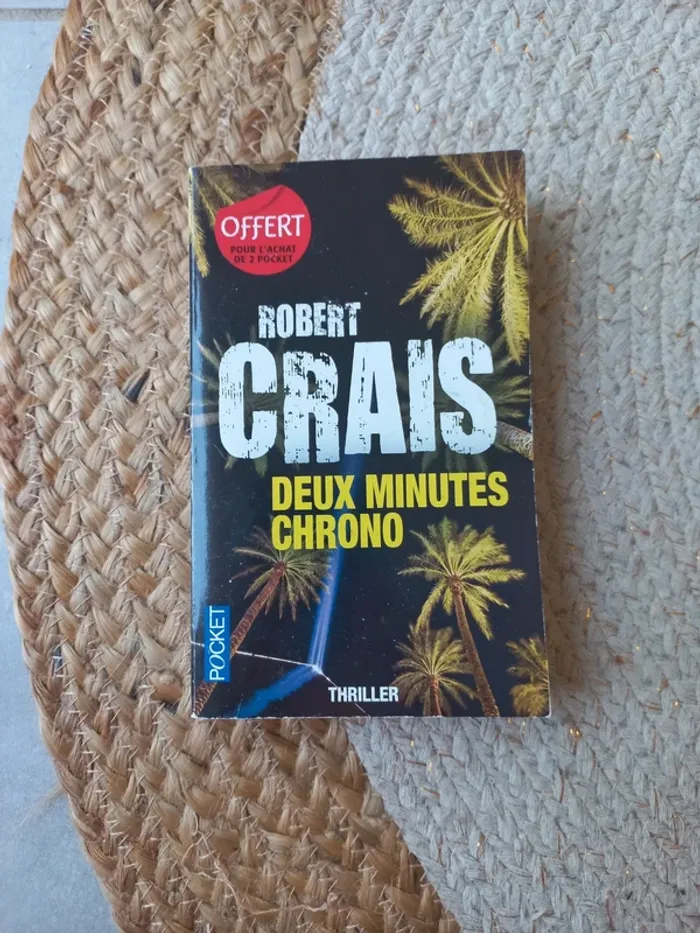 OFFERT
POUR L'ACHAT
DE 2 POCKET
ROBERT
CRAIS
DEUX MINUTES
CHRONO
POCKET
THRILLER